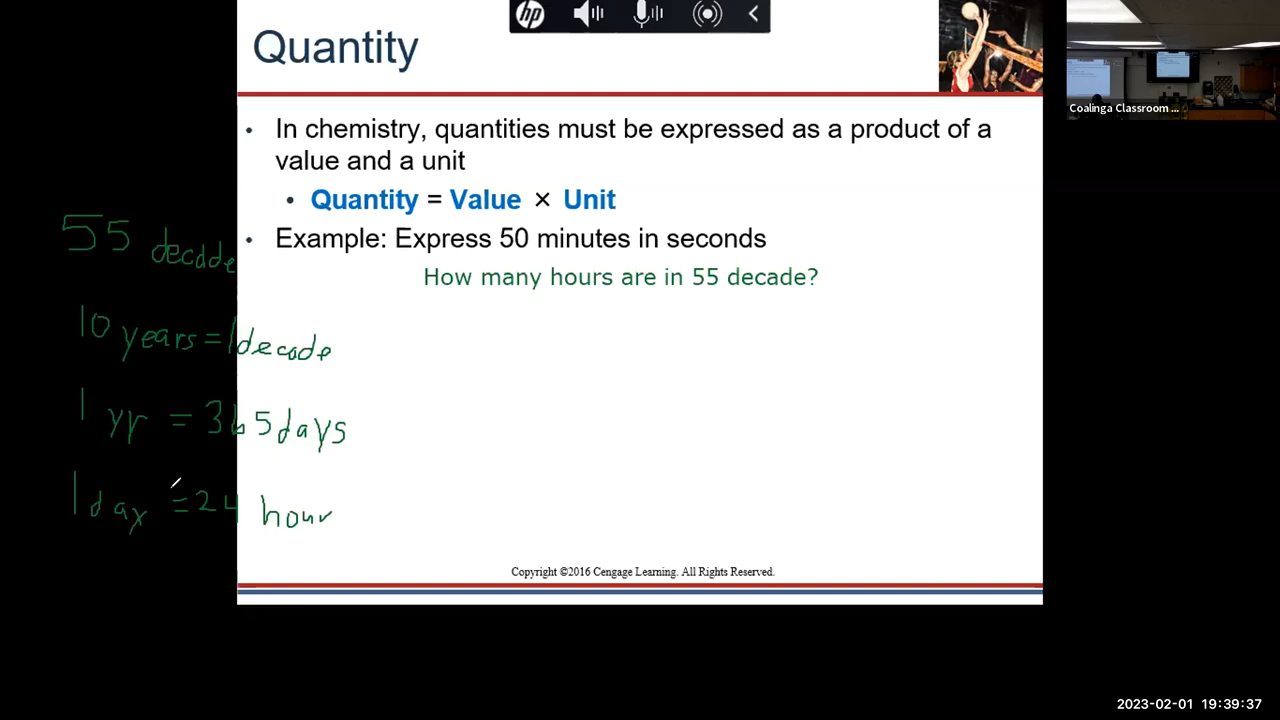 hp
Quantity
Coalinga Classroom ...
• In chemistry, quantities must be expressed as a product of a
value and a unit
• Quantity = Value × Unit
• Example: Express 50 minutes in seconds
How many hours are in 55 decade?
55 decade
10 years = 1 decade
1 yr = 365 days
1 day = 24 hour
Copyright ©2016 Cengage Learning. All Rights Reserved.
2023-02-01 19:39:37